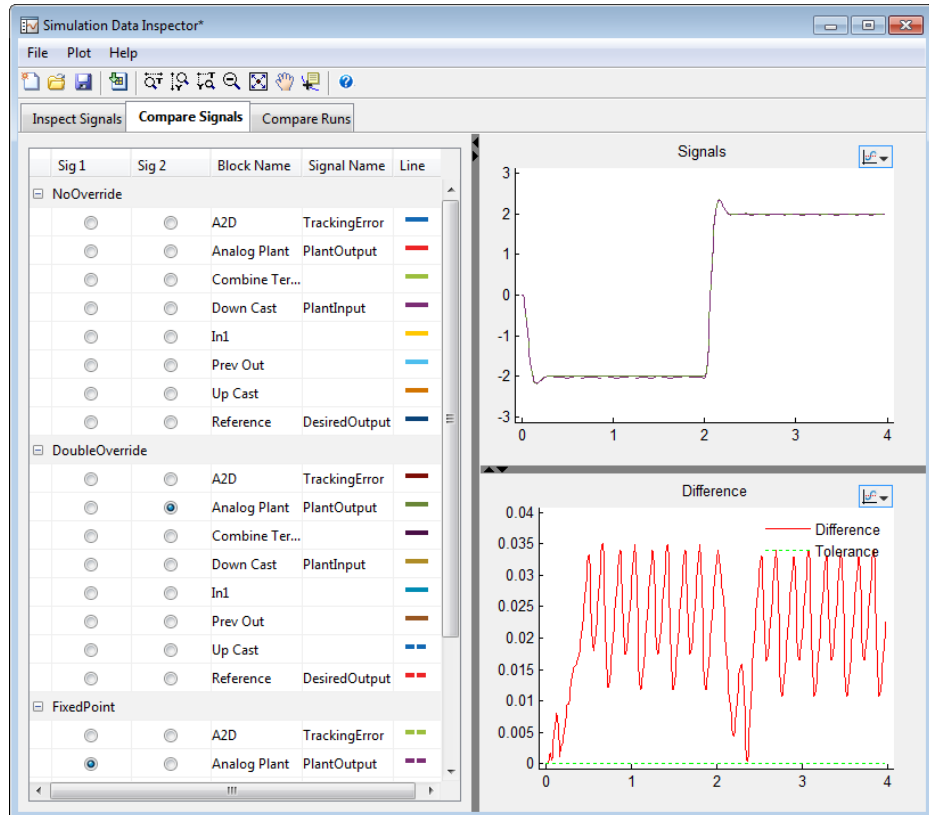 Simulation Data Inspector*
File Plot Help
Inspect Signals Compare Signals Compare Runs
Sig 1 Sig 2 Block Name Signal Name Line
NoOverride
A2D TrackingError
Analog Plant PlantOutput
Combine Ter...
Down Cast PlantInput
In1
Prev Out
Up Cast
Reference DesiredOutput
DoubleOverride
A2D TrackingError
Analog Plant PlantOutput
Combine Ter...
Down Cast PlantInput
In1
Prev Out
Up Cast
Reference DesiredOutput
FixedPoint
A2D TrackingError
Analog Plant PlantOutput
Signals
3
2
1
0
-1
-2
-3
0 1 2 3 4
Difference
0.04
0.035
0.03
0.025
0.02
0.015
0.01
0.005
0
0 1 2 3 4
Difference
Tolerance